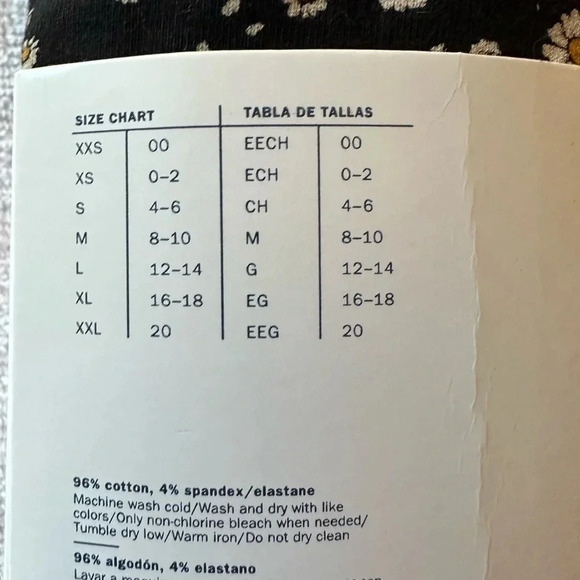 SIZE CHART TABLA DE TALLAS
XXS 00 EECH 00
XS 0–2 ECH 0–2
S 4–6 CH 4–6
M 8–10 M 8–10
L 12–14 G 12–14
XL 16–18 EG 16–18
XXL 20 EEG 20
96% cotton, 4% spandex/elastane
Machine wash cold/Wash and dry with like
colors/Only non-chlorine bleach when needed/
Tumble dry low/Warm iron/Do not dry clean
96% algodón, 4% elastano
Lavar a